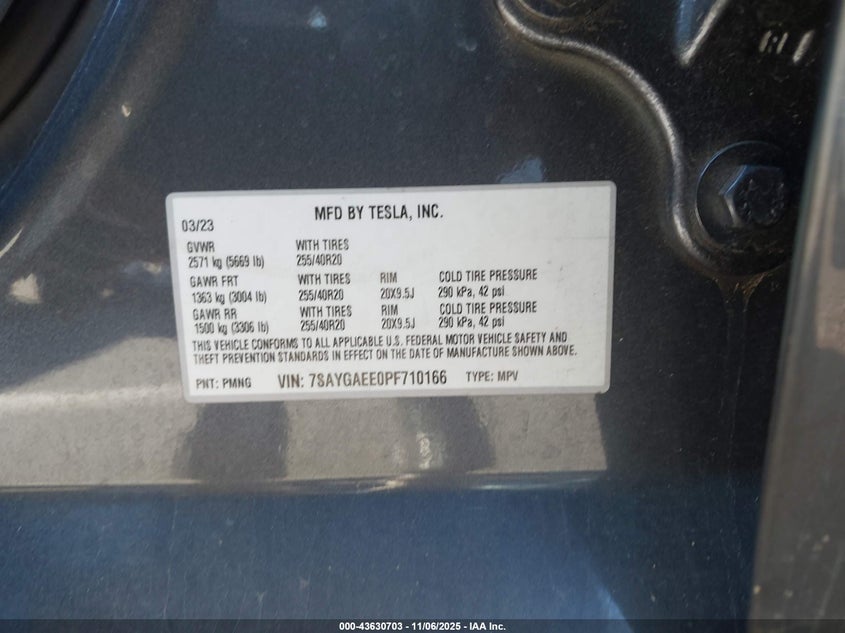 03/23 MFD BY TESLA, INC.
GVWR WITH TIRES
2571 kg (5669 lb) 255/40R20
GAWR FRT WITH TIRES RIM COLD TIRE PRESSURE
1363 kg (3004 lb) 255/40R20 20X9.5J 290 kPa, 42 psi
GAWR RR WITH TIRES RIM COLD TIRE PRESSURE
1500 kg (3306 lb) 255/40R20 20X9.5J 290 kPa, 42 psi
THIS VEHICLE CONFORMS TO ALL APPLICABLE U.S. FEDERAL MOTOR VEHICLE SAFETY AND
THEFT PREVENTION STANDARDS IN EFFECT ON THE DATE OF MANUFACTURE SHOWN ABOVE.
PNT: PMNG VIN: 7SAYGAEE0PF710166 TYPE: MPV
000-43630703 - 11/06/2025 - IAA Inc.